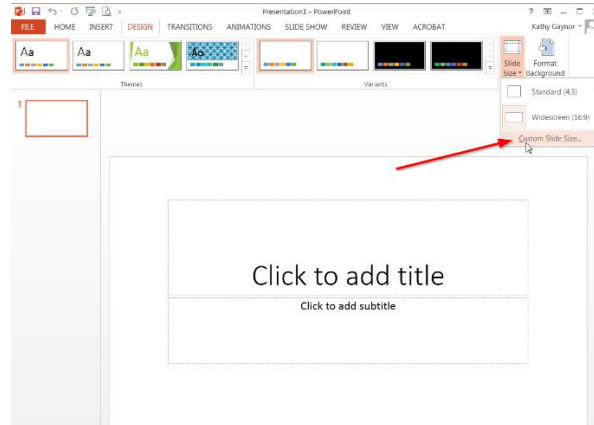 Presentation1 - PowerPoint
FILE HOME INSERT DESIGN TRANSITIONS ANIMATIONS SLIDE SHOW REVIEW VIEW ACROBAT Kathy Gaynor
Aa Aa Aa Aa
Slide Size
Format Background
Themes Variants
Standard (4:3)
Widescreen (16:9)
Custom Slide Size...
1
Click to add title
Click to add subtitle